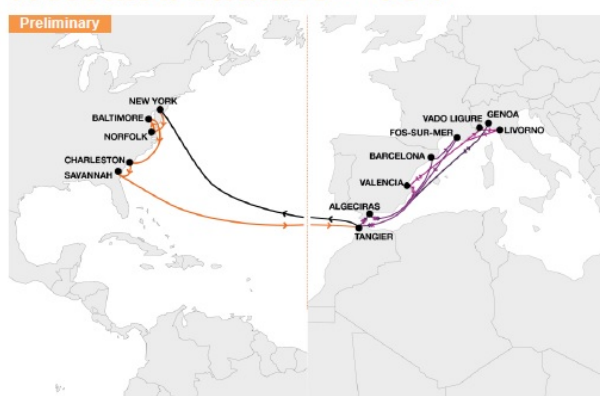 Preliminary
NEW YORK
BALTIMORE
NORFOLK
CHARLESTON
SAVANNAH
VADO LIGURE
GENOA
FOS-SUR-MER
LIVORNO
BARCELONA
VALENCIA
ALGECIRAS
TANGIER